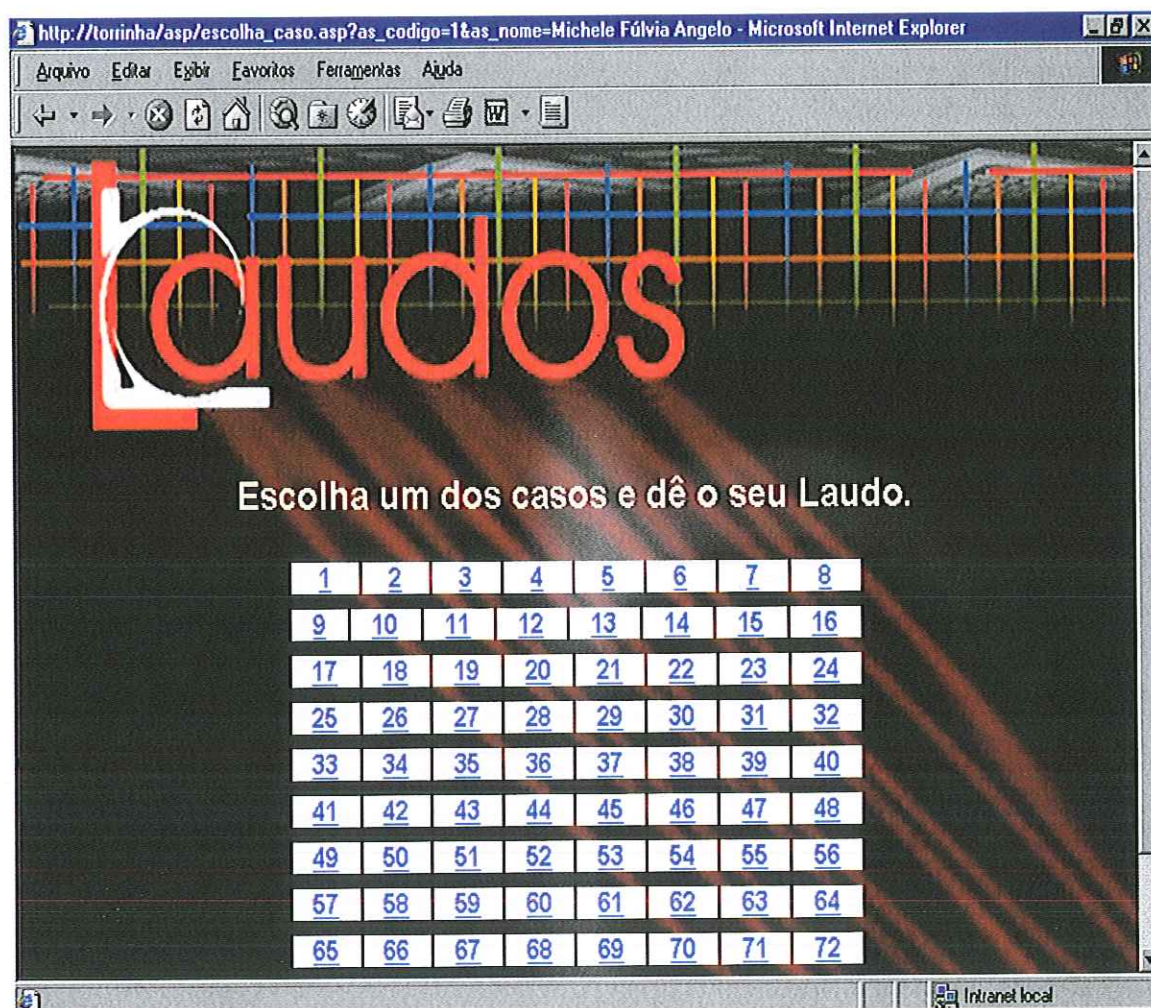 http://torrinha/asp/escolha_caso.asp?as_codigo=1&as_nome=Michele Fúlvia Angelo - Microsoft Internet Explorer
Arquivo Editar Exibir Favoritos Ferramentas Ajuda
Laudos
Escolha um dos casos e dê o seu Laudo.
1 2 3 4 5 6 7 8
9 10 11 12 13 14 15 16
17 18 19 20 21 22 23 24
25 26 27 28 29 30 31 32
33 34 35 36 37 38 39 40
41 42 43 44 45 46 47 48
49 50 51 52 53 54 55 56
57 58 59 60 61 62 63 64
65 66 67 68 69 70 71 72
Intranet local